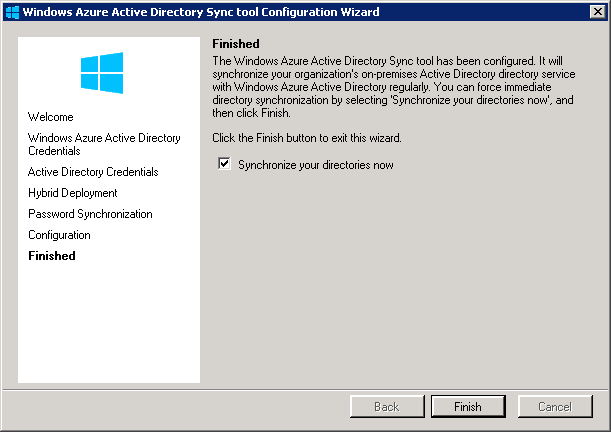 Windows Azure Active Directory Sync tool Configuration Wizard
Welcome
Windows Azure Active Directory
Credentials
Active Directory Credentials
Hybrid Deployment
Password Synchronization
Configuration
Finished
Finished
The Windows Azure Active Directory Sync tool has been configured. It will
synchronize your organization's on-premises Active Directory directory service
with Windows Azure Active Directory regularly. You can force immediate
directory synchronization by selecting 'Synchronize your directories now', and
then click Finish.
Click the Finish button to exit this wizard.
Synchronize your directories now
Back
Finish
Cancel